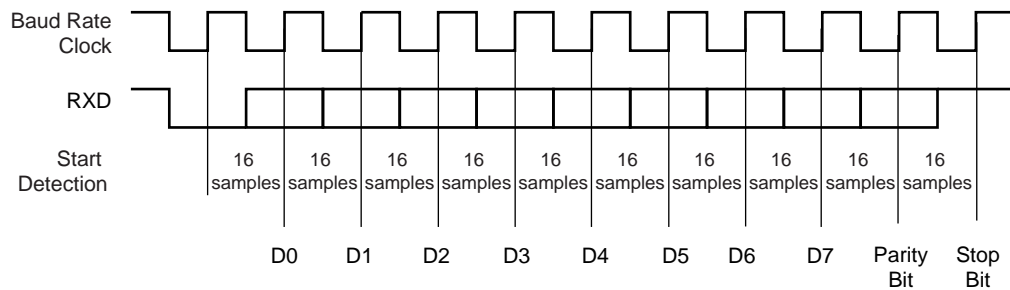 Baud Rate
Clock
RXD
Start
Detection
16 16 16 16 16 16 16 16 16 16
samples samples samples samples samples samples samples samples samples samples
D0 D1 D2 D3 D4 D5 D6 D7 Parity Stop
Bit Bit